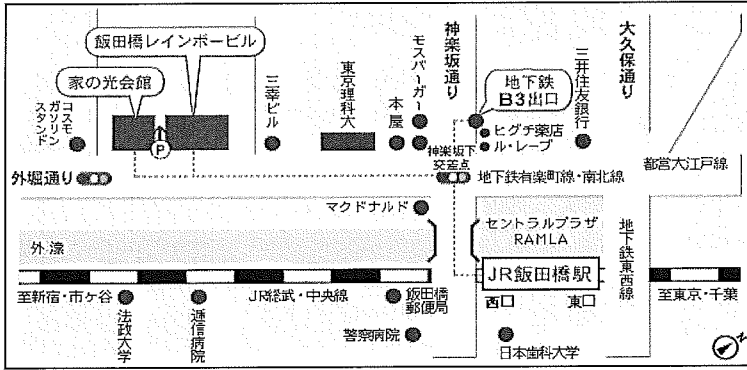 飯田橋レインボービル
家の光会館
コスモ
ガソリン
スタンド
P
三幸ビル
東京理科大
本屋
モスバーガー
神楽坂通り
地下鉄
B3出口
ヒグチ薬店
ル・レーブ
三井住友銀行
大久保通り
都営大江戸線
外堀通り
神楽坂下
交差点
地下鉄有楽町線・南北線
マクドナルド
セントラルプラザ
RAMLA
地下鉄東西線
外濠
JR飯田橋駅
西口
東口
至新宿・市ヶ谷
JR総武・中央線
飯田橋
郵便局
至東京・千葉
法政大学
逓信病院
警察病院
日本歯科大学
N